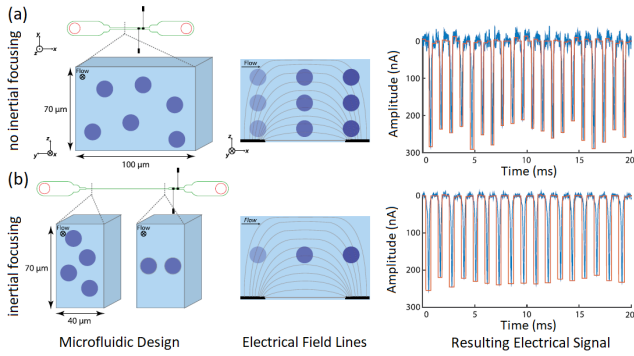 (a)
no inertial focusing
y
z x
Flow
70 μm
z
y x
100 μm
Flow
z
y x
Amplitude (nA)
0
100
200
300
0 5 10 15 20
Time (ms)
(b)
inertial focusing
Flow
Flow
70 μm
40 μm
Flow
Amplitude (nA)
0
100
200
300
0 5 10 15 20
Time (ms)
Microfluidic Design
Electrical Field Lines
Resulting Electrical Signal